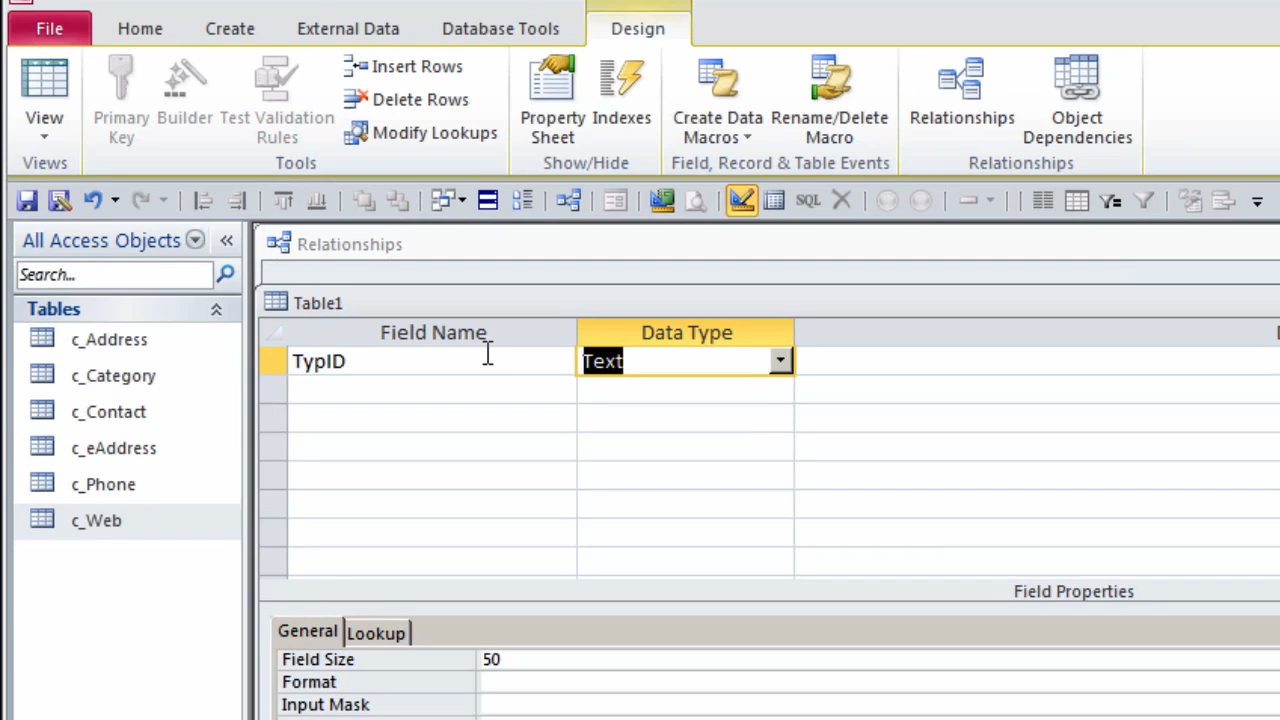 File Home Create External Data Database Tools Design
View Primary Key Builder Test Validation Rules Insert Rows Delete Rows Modify Lookups Property Sheet Indexes Create Data Macros Rename/Delete Macro Relationships Object Dependencies
Views Tools Show/Hide Field, Record & Table Events Relationships
SQL
All Access Objects
Search...
Tables
c_Address
c_Category
c_Contact
c_eAddress
c_Phone
c_Web
Relationships
Table1
Field Name Data Type
TypID Text
Field Properties
General Lookup
Field Size 50
Format
Input Mask